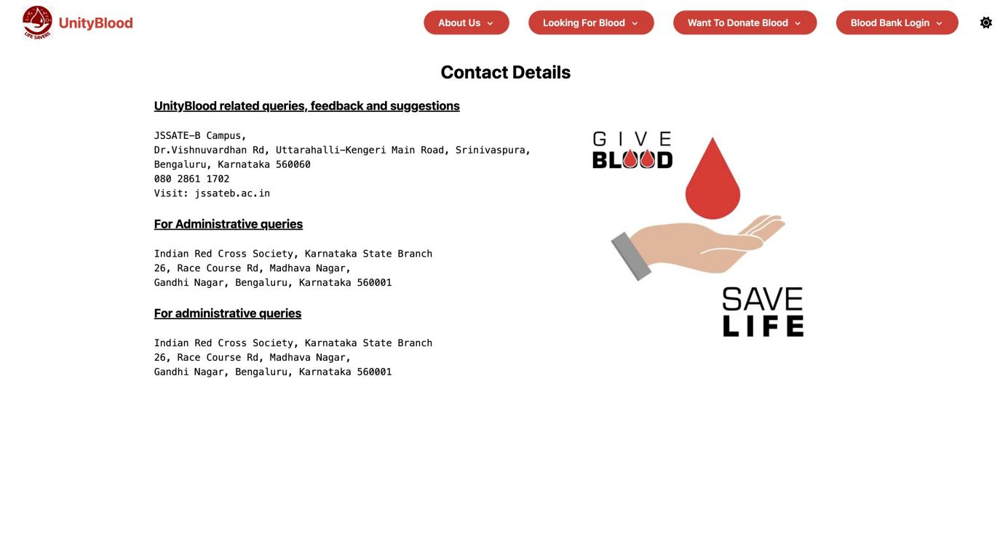 LIFE SAVERS
UnityBlood
About Us
Looking For Blood
Want To Donate Blood
Blood Bank Login
Contact Details
UnityBlood related queries, feedback and suggestions
JSSATE-B Campus,
Dr.Vishnuvardhan Rd, Uttarahalli-Kengeri Main Road, Srinivaspura,
Bengaluru, Karnataka 560060
080 2861 1702
Visit: jssateb.ac.in
For Administrative queries
Indian Red Cross Society, Karnataka State Branch
26, Race Course Rd, Madhava Nagar,
Gandhi Nagar, Bengaluru, Karnataka 560001
For administrative queries
Indian Red Cross Society, Karnataka State Branch
26, Race Course Rd, Madhava Nagar,
Gandhi Nagar, Bengaluru, Karnataka 560001
GIVE
BLOOD
SAVE
LIFE